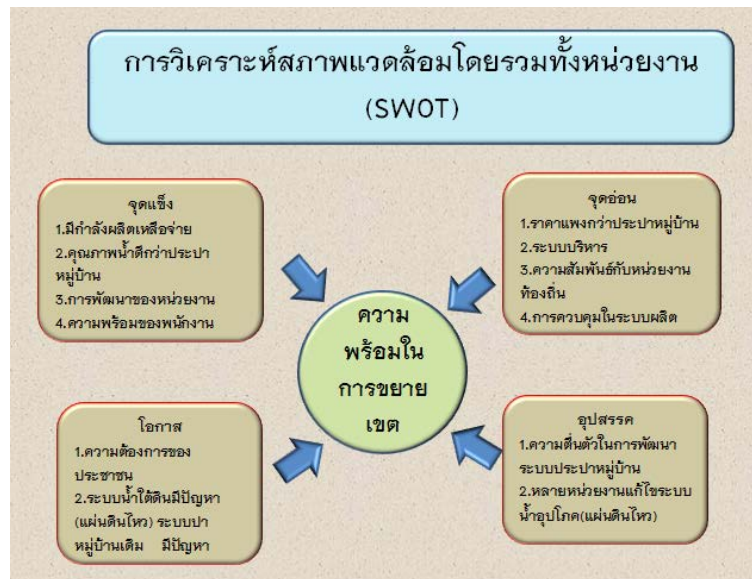 การวิเคราะห์สภาพแวดล้อมโดยรวมทั้งหน่วยงาน
(SWOT)
จุดแข็ง
1.มีกำลังผลิตเหลือจ่าย
2.คุณภาพน้ำดีกว่าประปา
หมู่บ้าน
3.การพัฒนาของหน่วยงาน
4.ความพร้อมของพนักงาน
จุดอ่อน
1.ราคาแพงกว่าประปาหมู่บ้าน
2.ระบบบริหาร
3.ความสัมพันธ์กับหน่วยงาน
ท้องถิ่น
4.การควบคุมในระบบผลิต
ความ
พร้อมใน
การขยาย
เขต
โอกาส
1.ความต้องการของ
ประชาชน
2.ระบบน้ำใต้ดินมีปัญหา
(แผ่นดินไหว) ระบบปา
หมู่บ้านเดิม มีปัญหา
อุปสรรค
1.ความตื่นตัวในการพัฒนา
ระบบประปาหมู่บ้าน
2.หลายหน่วยงานแก้ไขระบบ
น้ำอุปโภค(แผ่นดินไหว)